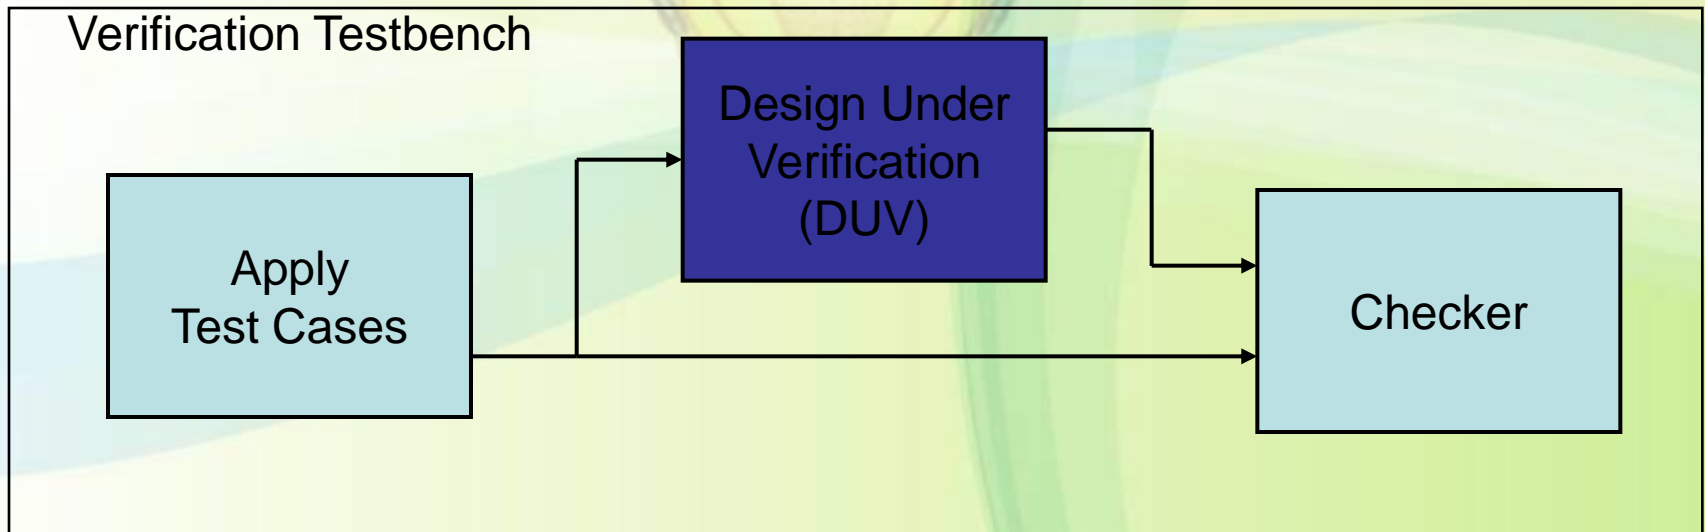 Verification Testbench
Design Under
Verification
(DUV)
Apply
Test Cases
Checker